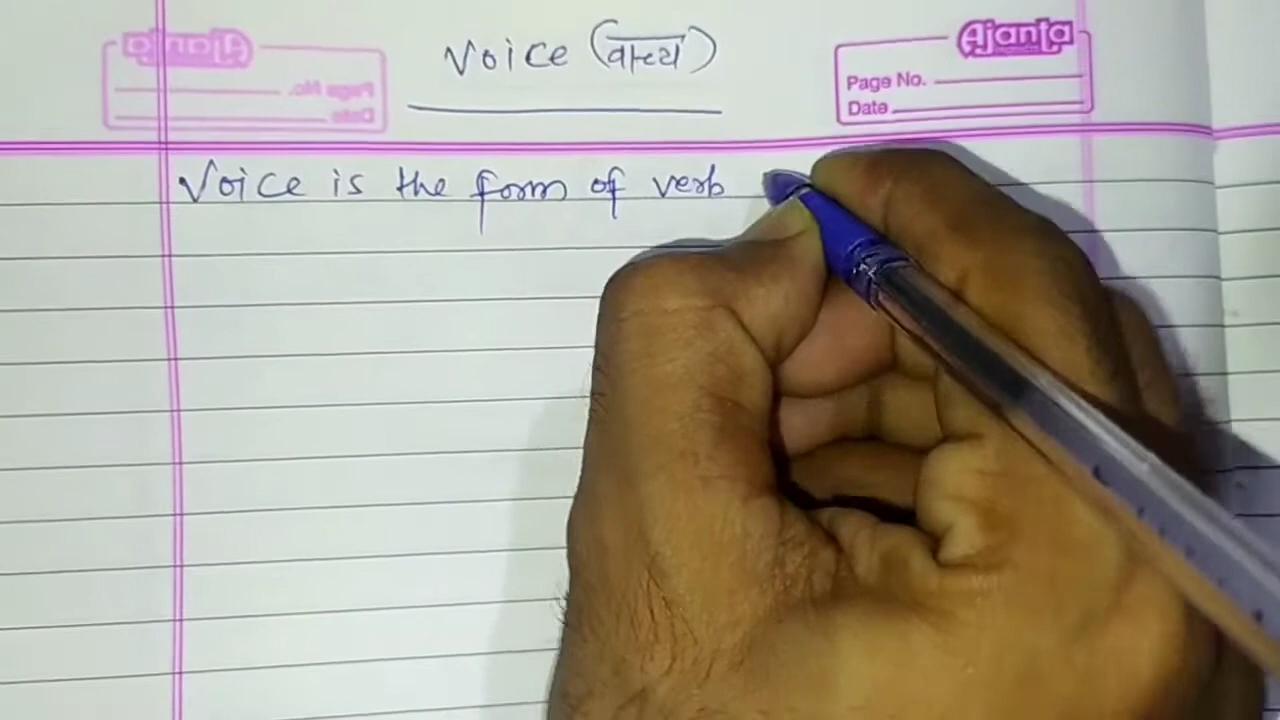 Voice (वाच्य)
Ajanta
Page No.
Date
Voice is the form of verb